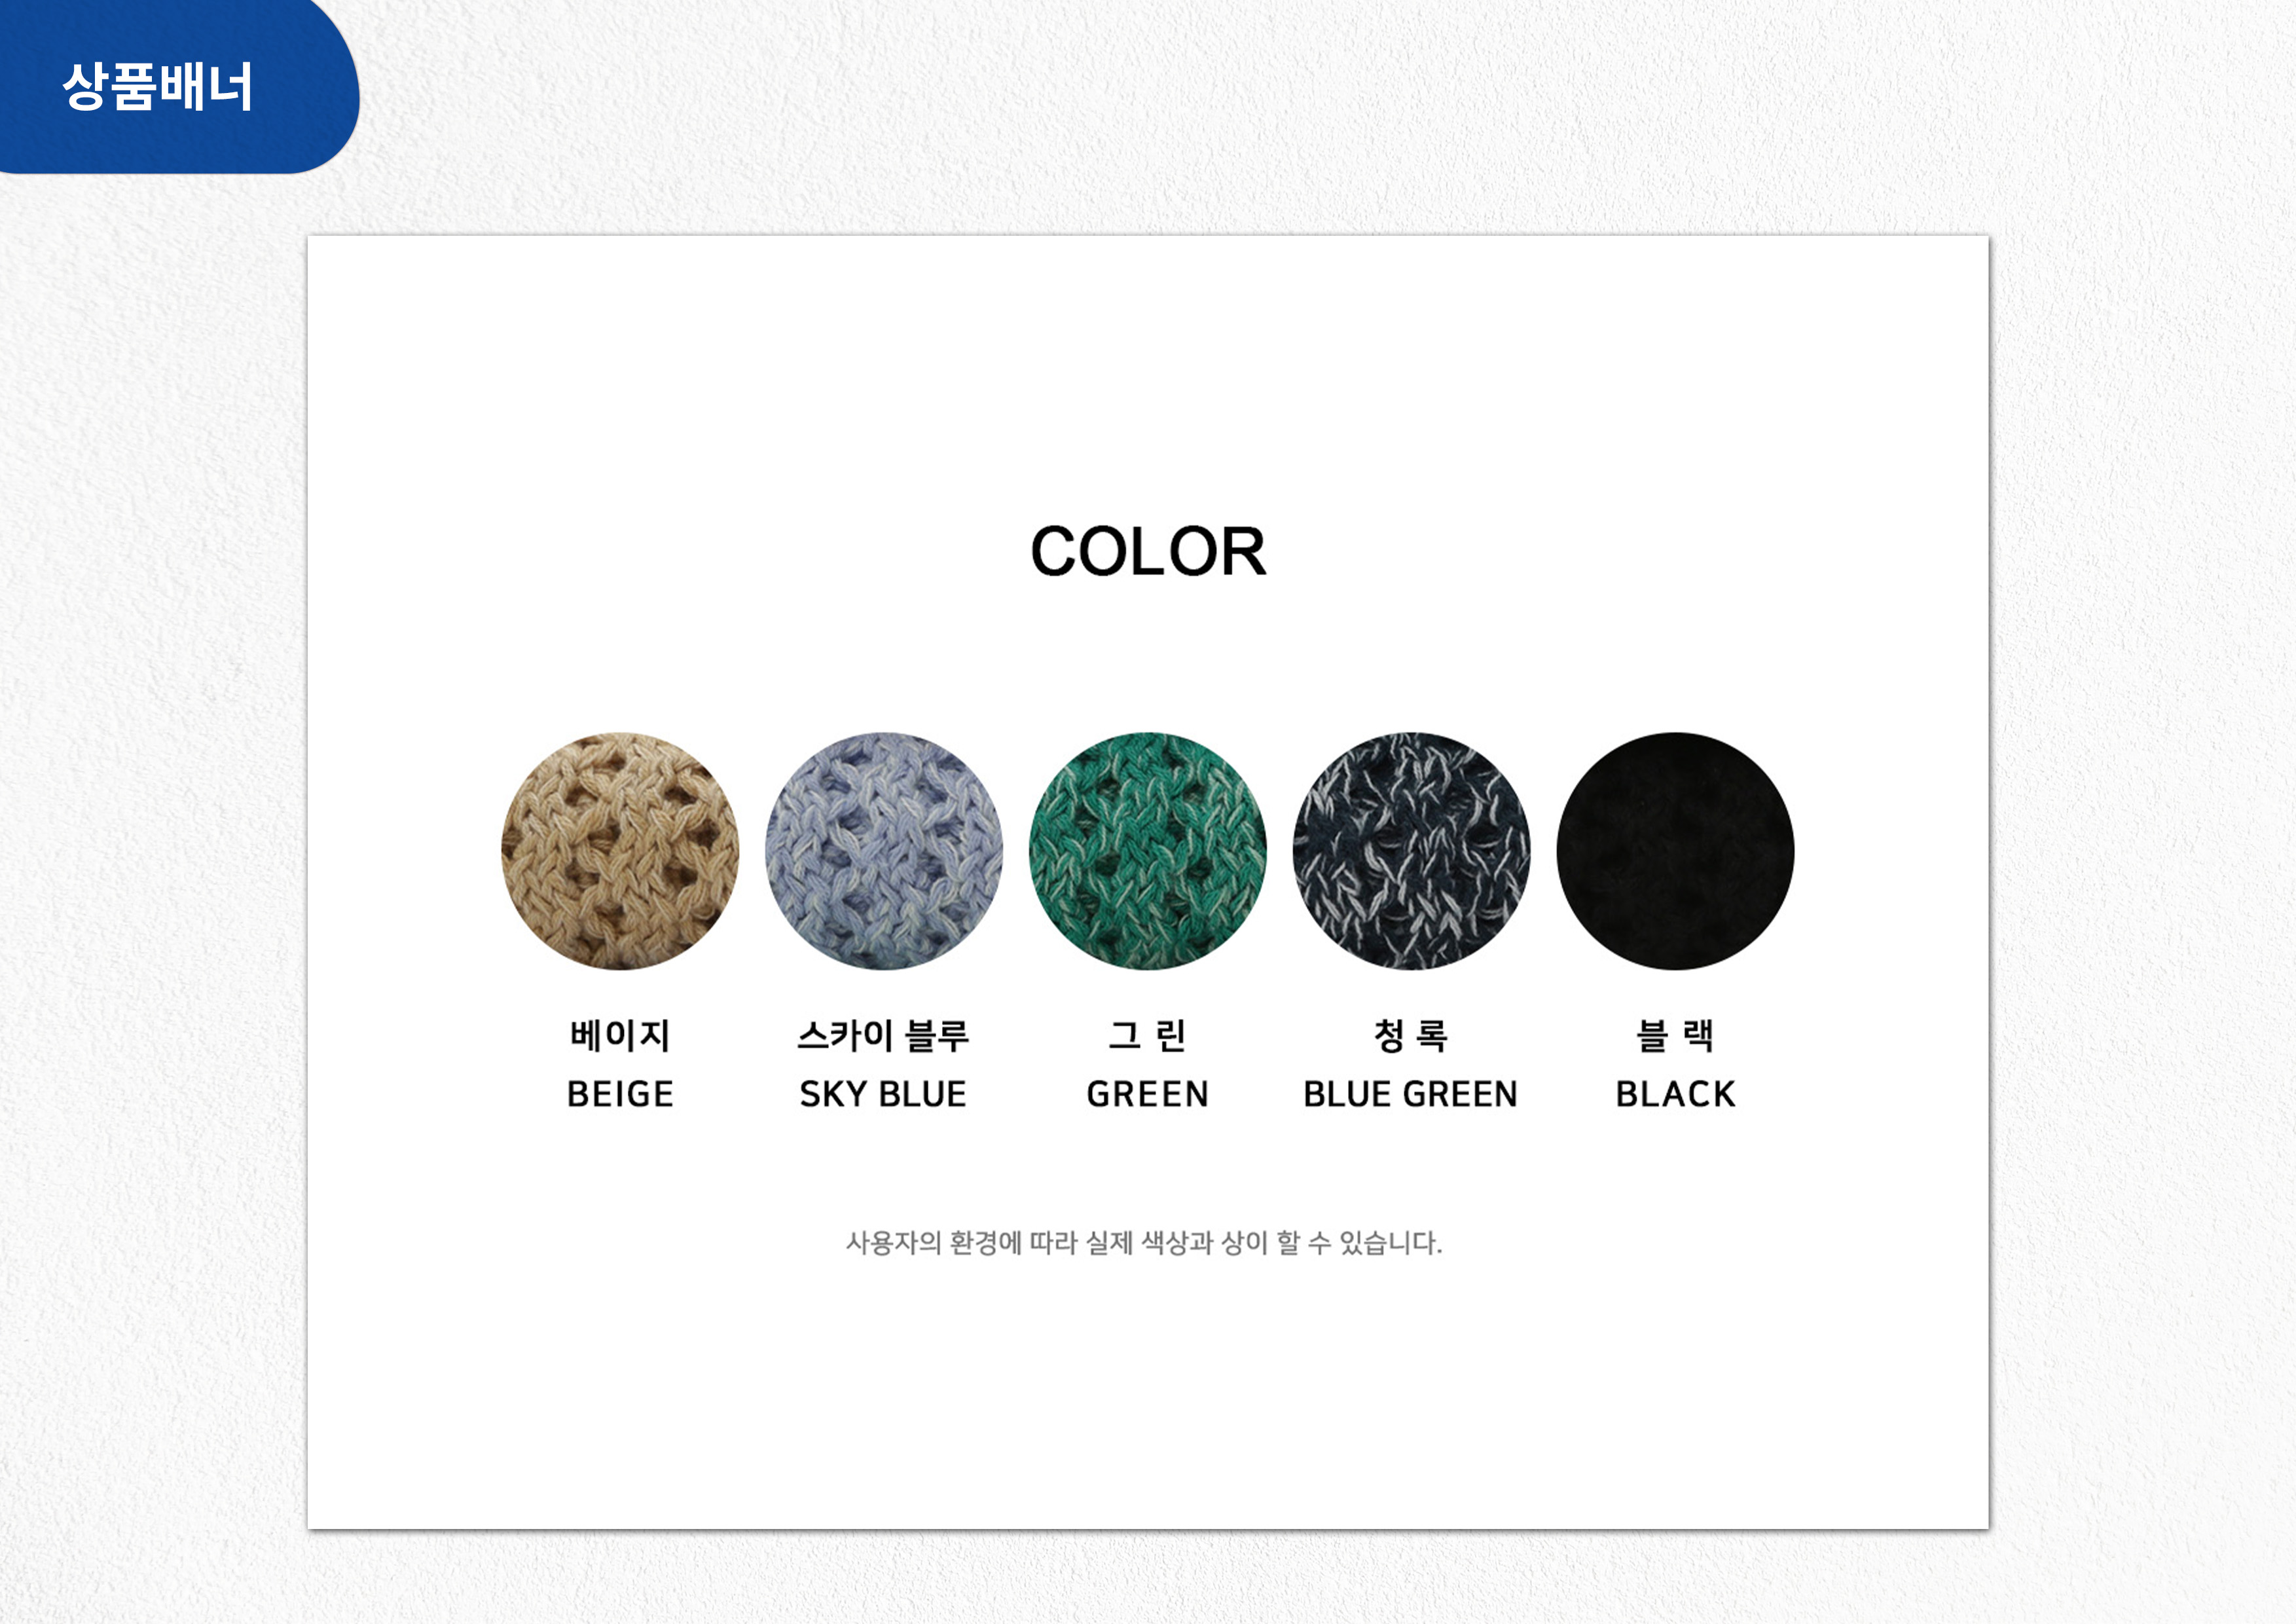 상품배너
COLOR
베이지
BEIGE
스카이 블루
SKY BLUE
그 린
GREEN
청 록
BLUE GREEN
블 랙
BLACK
사용자의 환경에 따라 실제 색상과 상이 할 수 있습니다.